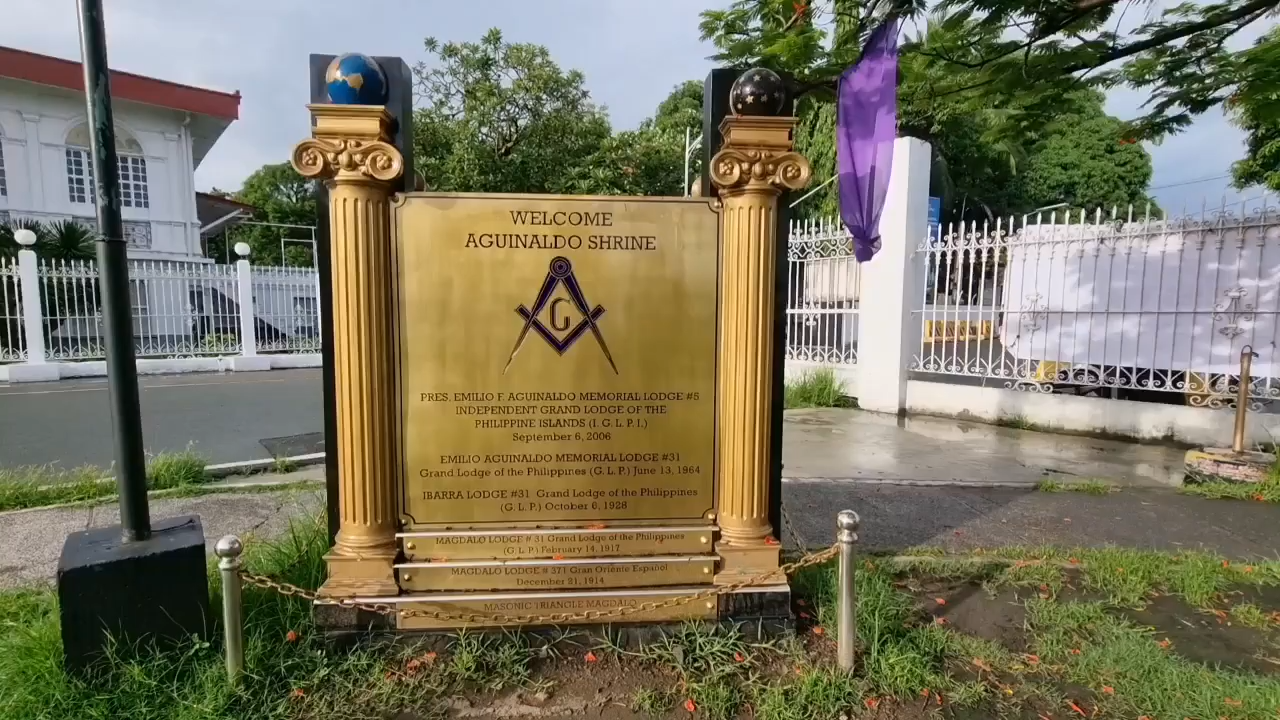 WELCOME
AGUINALDO SHRINE
G
PRES. EMILIO F. AGUINALDO MEMORIAL LODGE #5
INDEPENDENT GRAND LODGE OF THE
PHILIPPINE ISLANDS (I. G. L. P. I.)
September 6, 2006
EMILIO AGUINALDO MEMORIAL LODGE #31
Grand Lodge of the Philippines (G. L. P.) June 13, 1964
IBARRA LODGE #31 Grand Lodge of the Philippines
(G. L. P.) October 6, 1928
MAGDALO LODGE # 31 Grand Lodge of the Philippines
(G. L. P.) February 14, 1917
MAGDALO LODGE # 371 Gran Oriente Español
December 21, 1914
MASONIC TRIANGLE MAGDALO